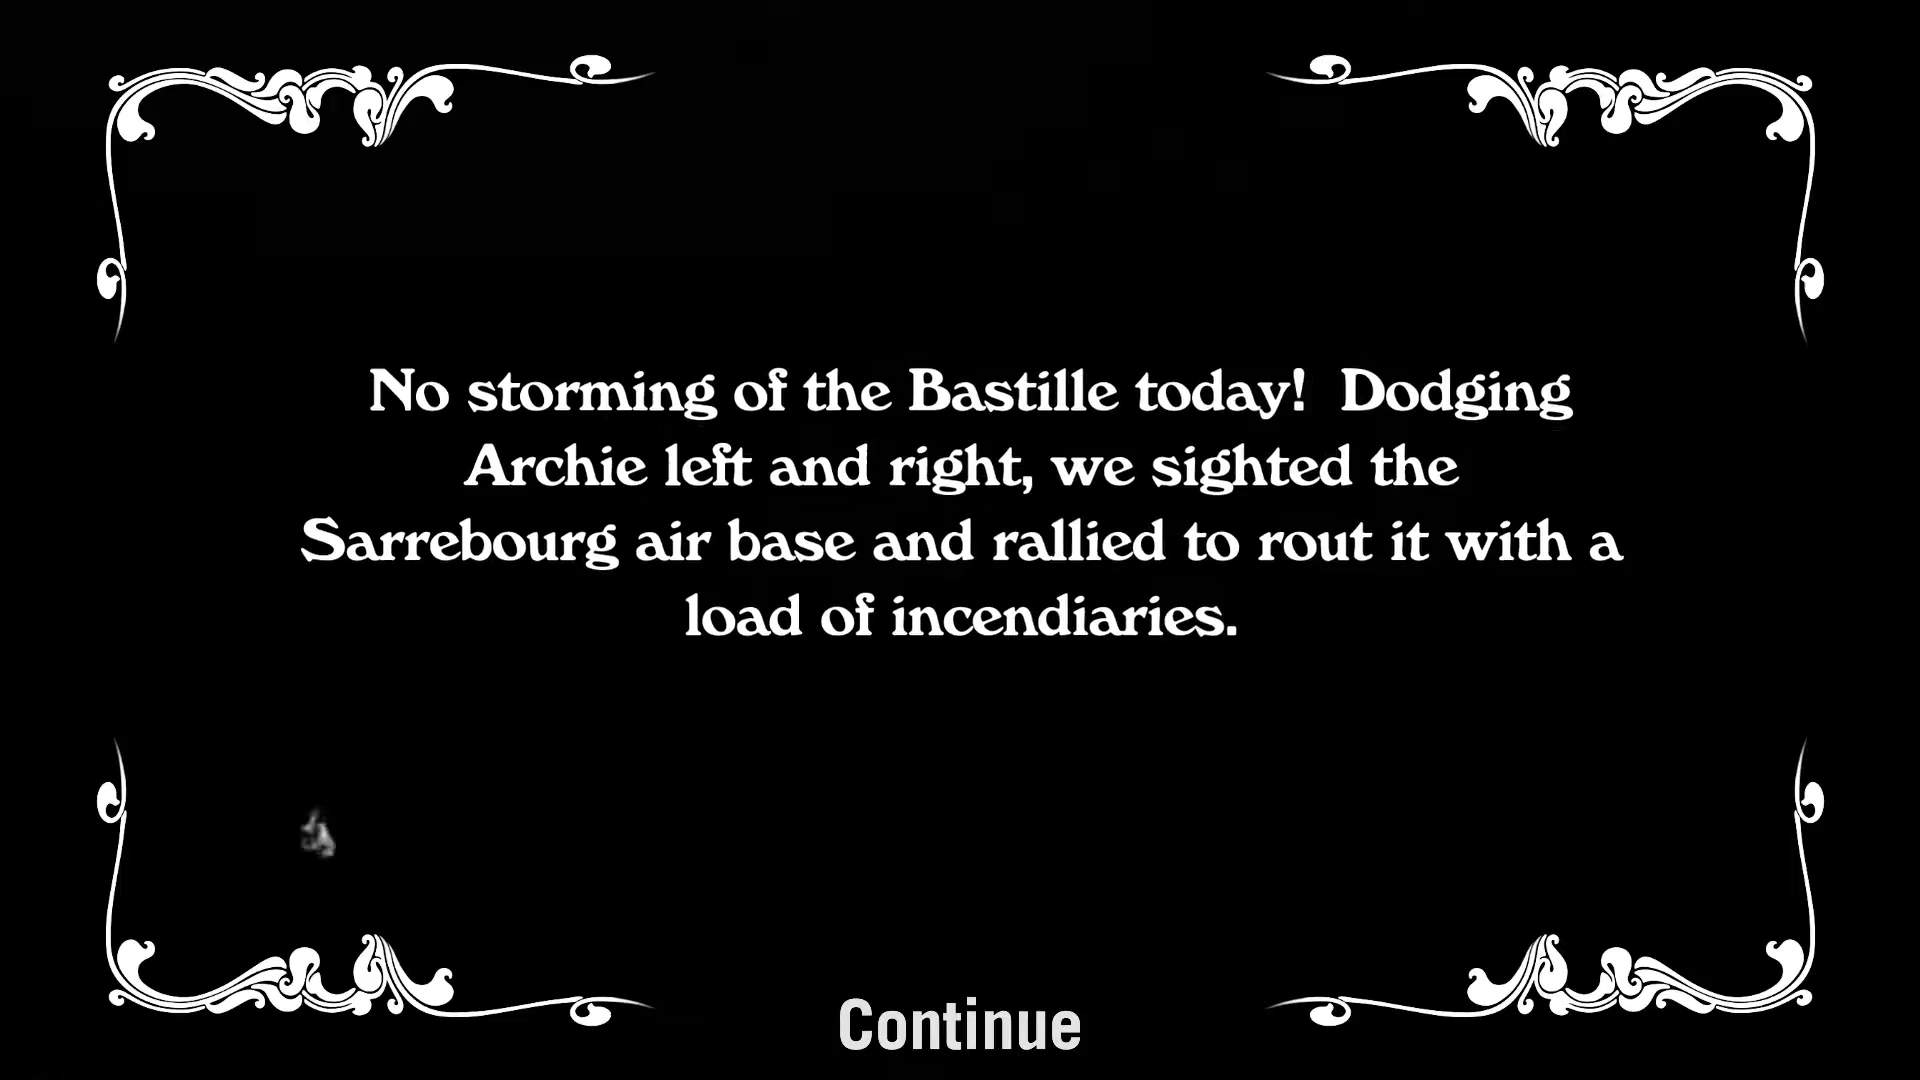 No storming of the Bastille today!  Dodging
Archie left and right, we sighted the
Sarrebourg air base and rallied to rout it with a
load of incendiaries.
Continue